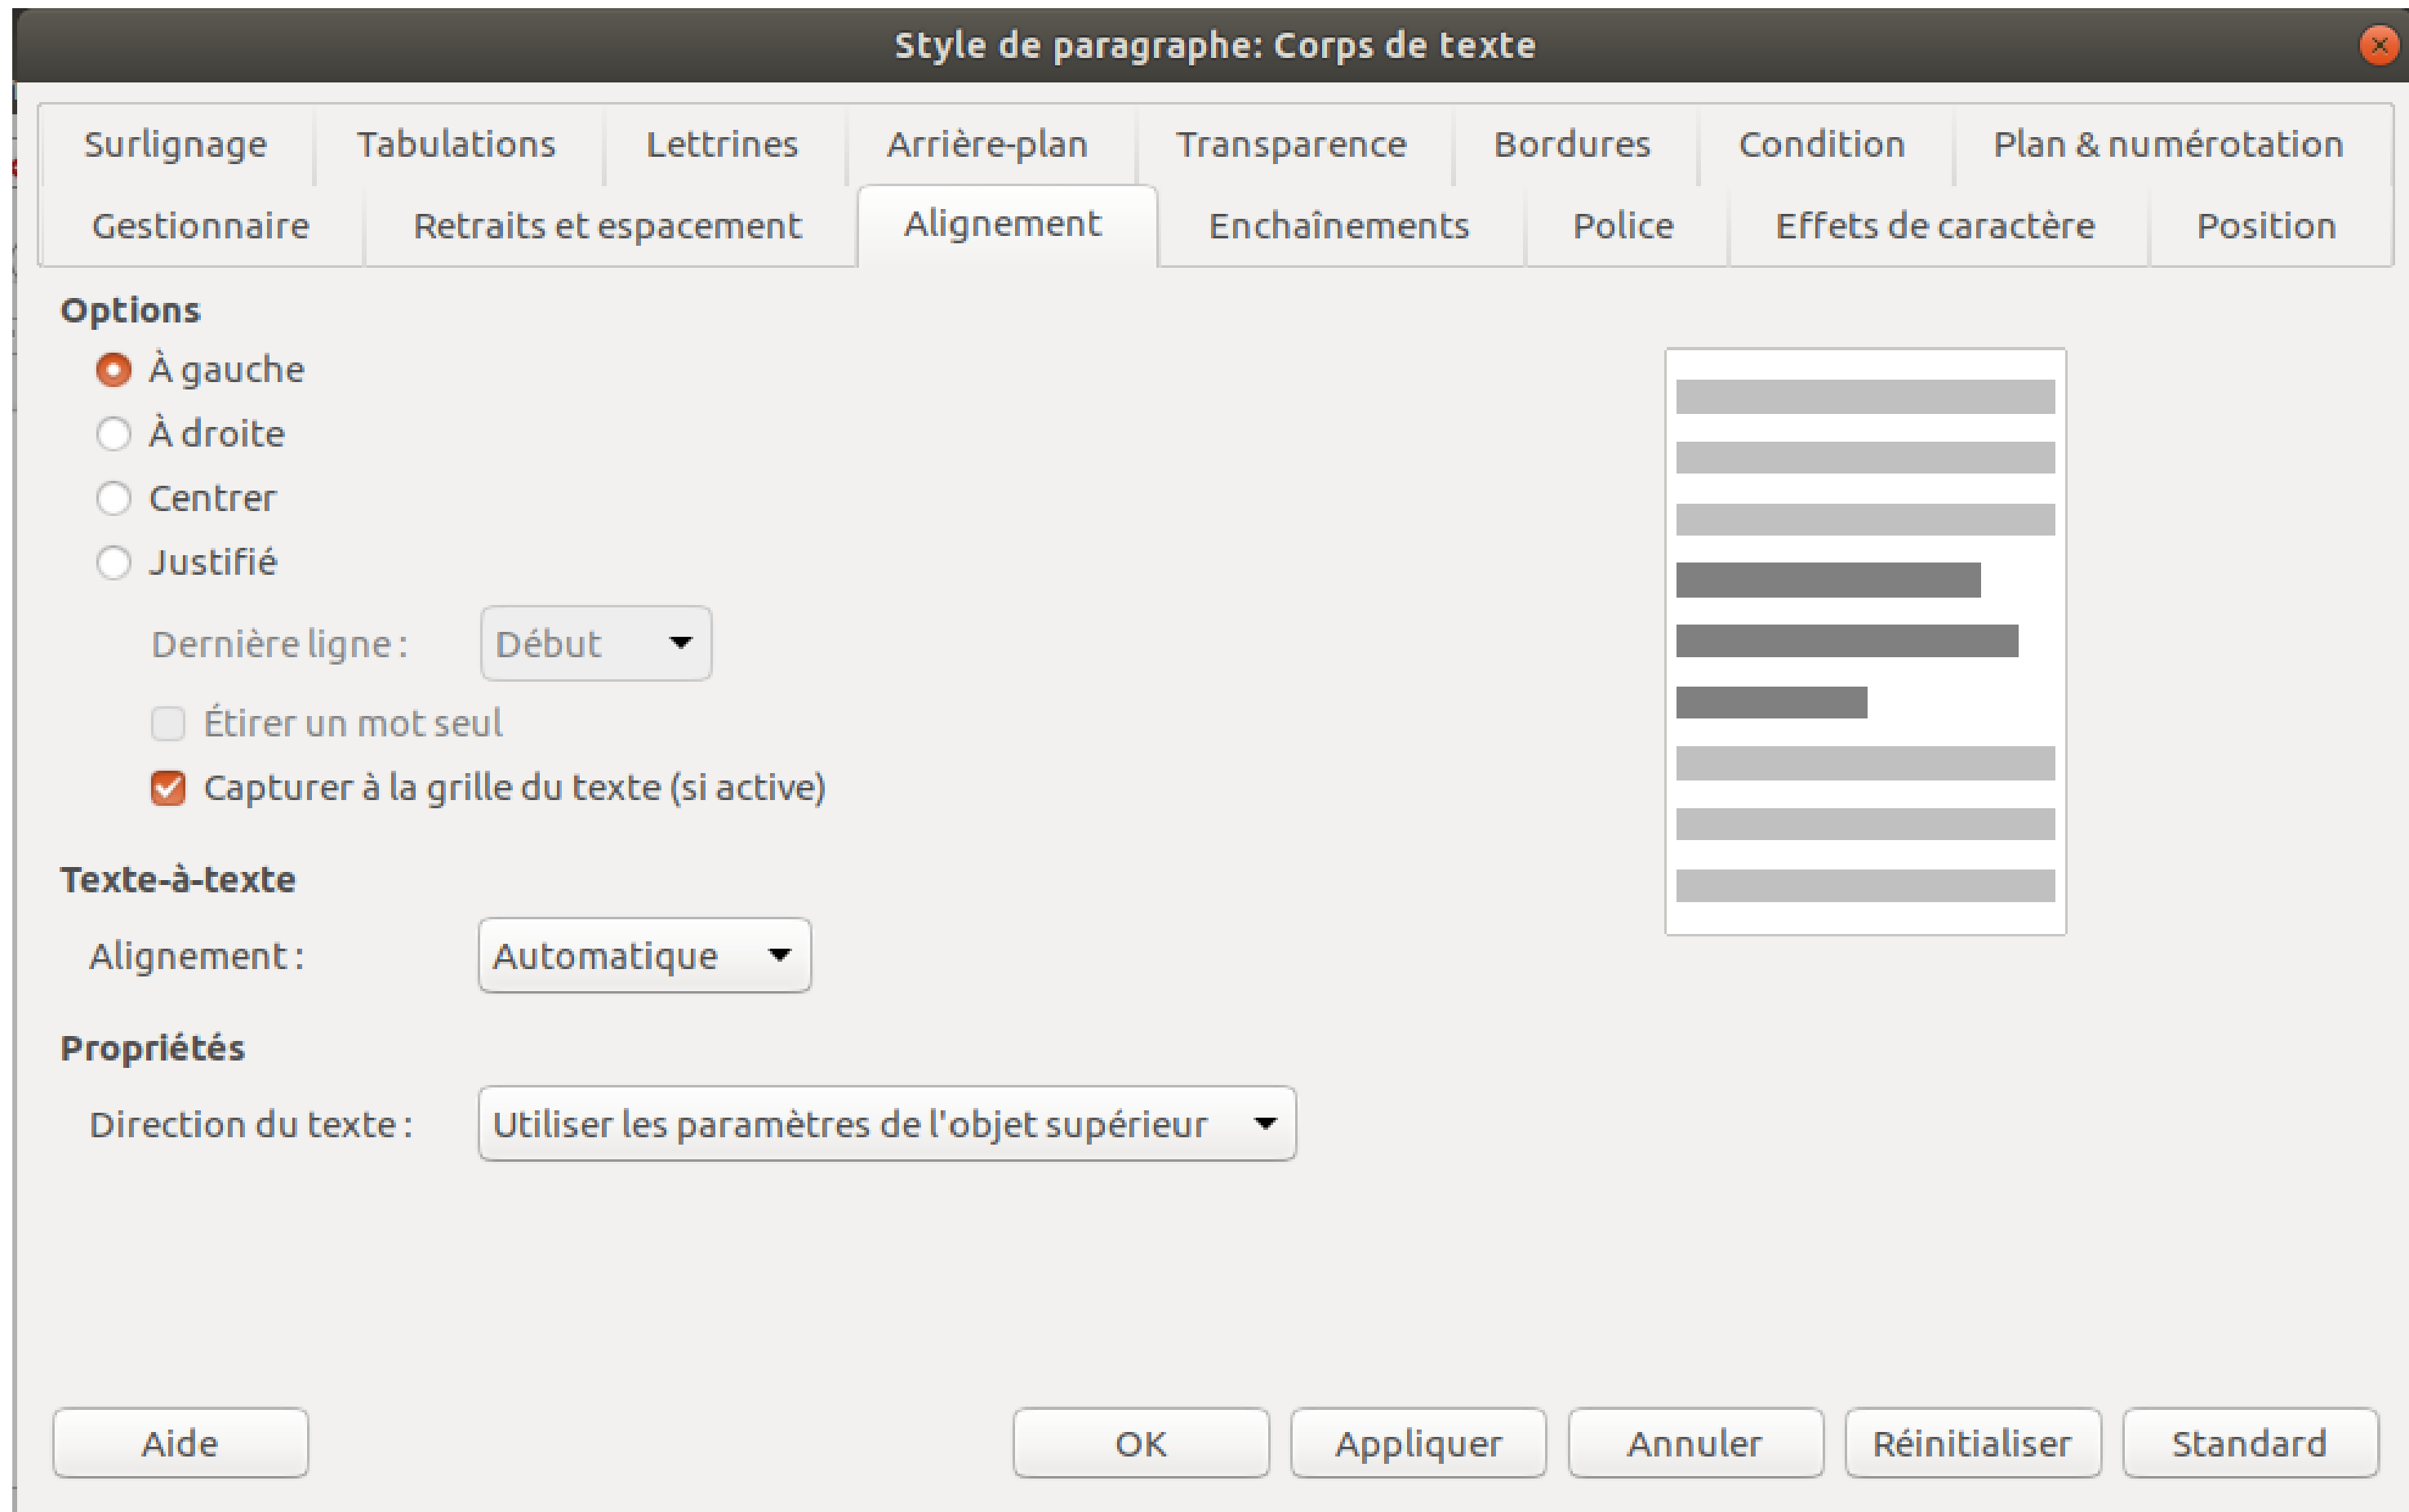 Style de paragraphe: Corps de texte
Surlignage Tabulations Lettrines Arrière-plan Transparence Bordures Condition Plan & numérotation
Gestionnaire Retraits et espacement Alignement Enchaînements Police Effets de caractère Position
Options
À gauche
À droite
Centrer
Justifié
Dernière ligne : Début
Étirer un mot seul
Capturer à la grille du texte (si active)
Texte-à-texte
Alignement : Automatique
Propriétés
Direction du texte : Utiliser les paramètres de l'objet supérieur
Aide OK Appliquer Annuler Réinitialiser Standard